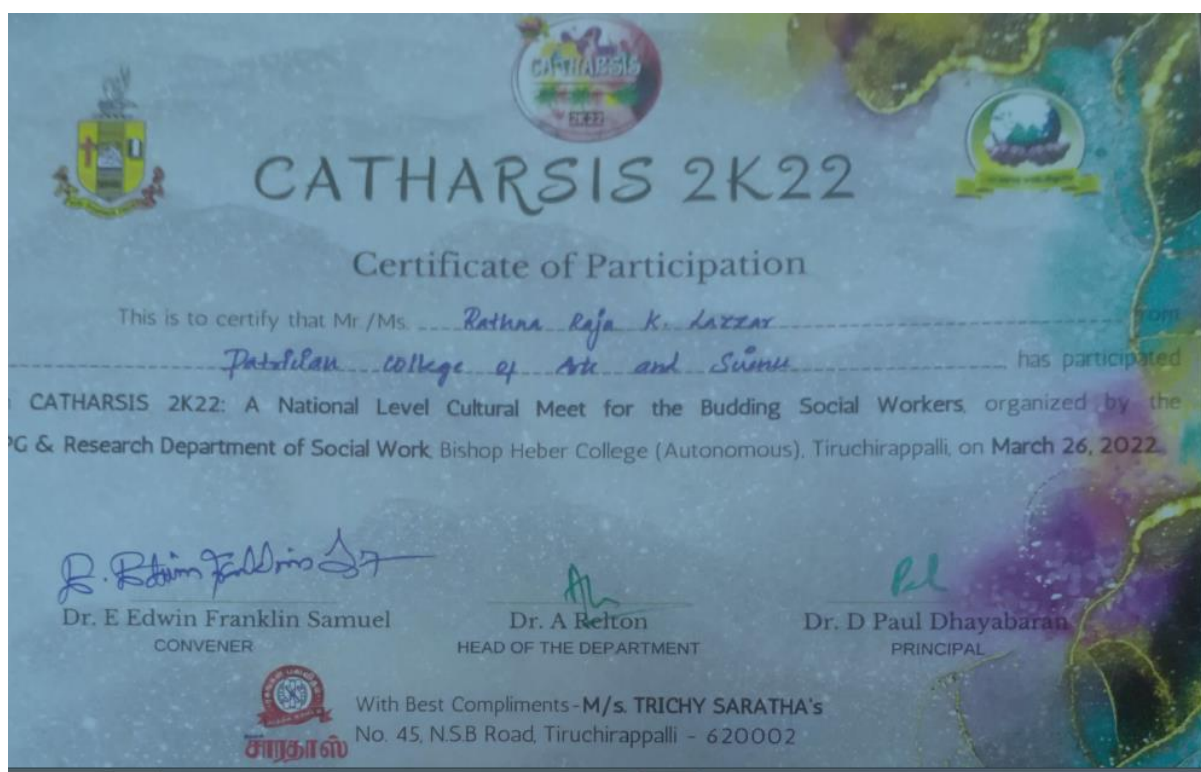 CATHARSIS
2K22
CATHARSIS 2K22
Certificate of Participation
This is to certify that Mr /Ms. Rathna Raja K. Lazzar from
Patrician college of Arts and Science has participated
CATHARSIS 2K22: A National Level Cultural Meet for the Budding Social Workers, organized by the
PG & Research Department of Social Work, Bishop Heber College (Autonomous), Tiruchirappalli, on March 26, 2022.
Dr. E Edwin Franklin Samuel
CONVENER
Dr. A Relton
HEAD OF THE DEPARTMENT
Dr. D Paul Dhayabaran
PRINCIPAL
சாரதாஸ்
With Best Compliments - M/s. TRICHY SARATHA's
No. 45, N.S.B Road, Tiruchirappalli - 620002